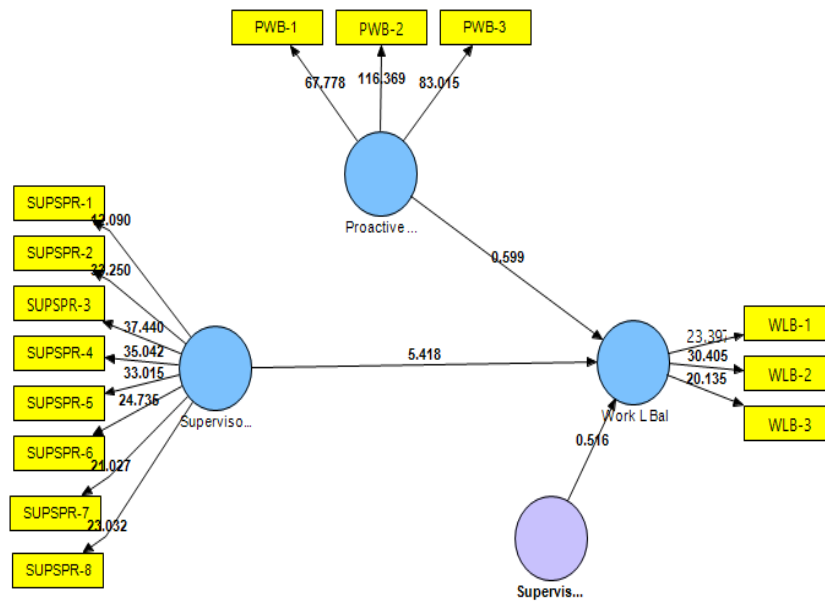 PWB-1
PWB-2
PWB-3
67.778
116.369
83.015
Proactive ...
SUPSPR-1
SUPSPR-2
SUPSPR-3
SUPSPR-4
SUPSPR-5
SUPSPR-6
SUPSPR-7
SUPSPR-8
12.090
37.440
35.042
33.015
24.735
21.027
23.032
Superviso...
0.599
5.418
0.516
Work L Bal
23.397
30.405
20.135
WLB-1
WLB-2
WLB-3
Supervis...